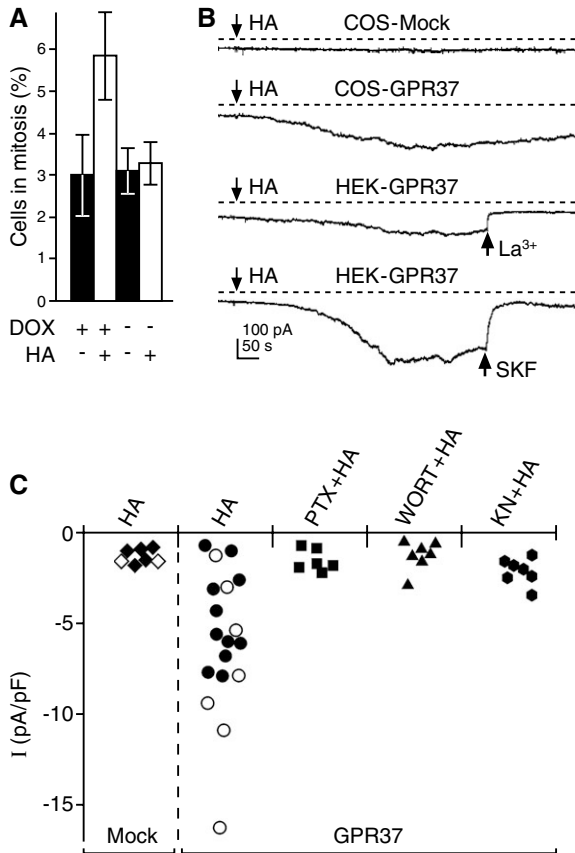 A
Cells in mitosis (%)
6
5
4
3
2
1
0
DOX + + - -
HA - + - +
B
HA COS-Mock
HA COS-GPR37
HA HEK-GPR37
La³⁺
HA HEK-GPR37
100 pA
50 s
SKF
C
HA
HA
PTX+HA
WORT+HA
KN+HA
I (pA/pF)
0
-5
-10
-15
Mock
GPR37